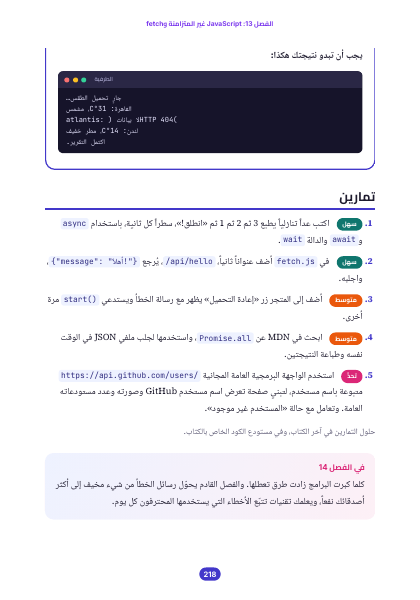 الفصل 13: JavaScript غير المتزامنة وfetch
يجب أن تبدو نتيجتك هكذا:
الطرفية
جارٍ تحميل الطقس…
القاهرة: 31°C، مشمس
atlantis: لا بيانات (HTTP 404)
لندن: 14°C، مطر خفيف
اكتمل التقرير.
تمارين
1. سهل اكتب عداً تنازلياً يطبع 3 ثم 2 ثم 1 ثم «انطلق!»، سطراً كل ثانية، باستخدام async
و await والدالة wait .
2. سهل في fetch.js أضف عنواناً ثانياً، /api/hello، يُرجع {"message": "أهلاً!"} ،
واجلبه.
3. متوسط أضف إلى المتجر زر «إعادة التحميل» يظهر مع رسالة الخطأ ويستدعي start() مرة
أخرى.
4. متوسط ابحث في MDN عن Promise.all ، واستخدمها لجلب ملفي JSON في الوقت
نفسه وطباعة النتيجتين.
5. تحدٍّ استخدم الواجهة البرمجية العامة المجانية https://api.github.com/users/
متبوعة باسم مستخدم، لتبني صفحة تعرض اسم مستخدم GitHub وصورته وعدد مستودعاته
العامة. وتعامل مع حالة «المستخدم غير موجود».
حلول التمارين في آخر الكتاب، وفي مستودع الكود الخاص بالكتاب.
في الفصل 14
كلما كبرت البرامج زادت طرق تعطلها. والفصل القادم يحوّل رسائل الخطأ من شيء مخيف إلى أكثر
أصدقائك نفعاً، ويعلمك تقنيات تتبّع الأخطاء التي يستخدمها المحترفون كل يوم.
218